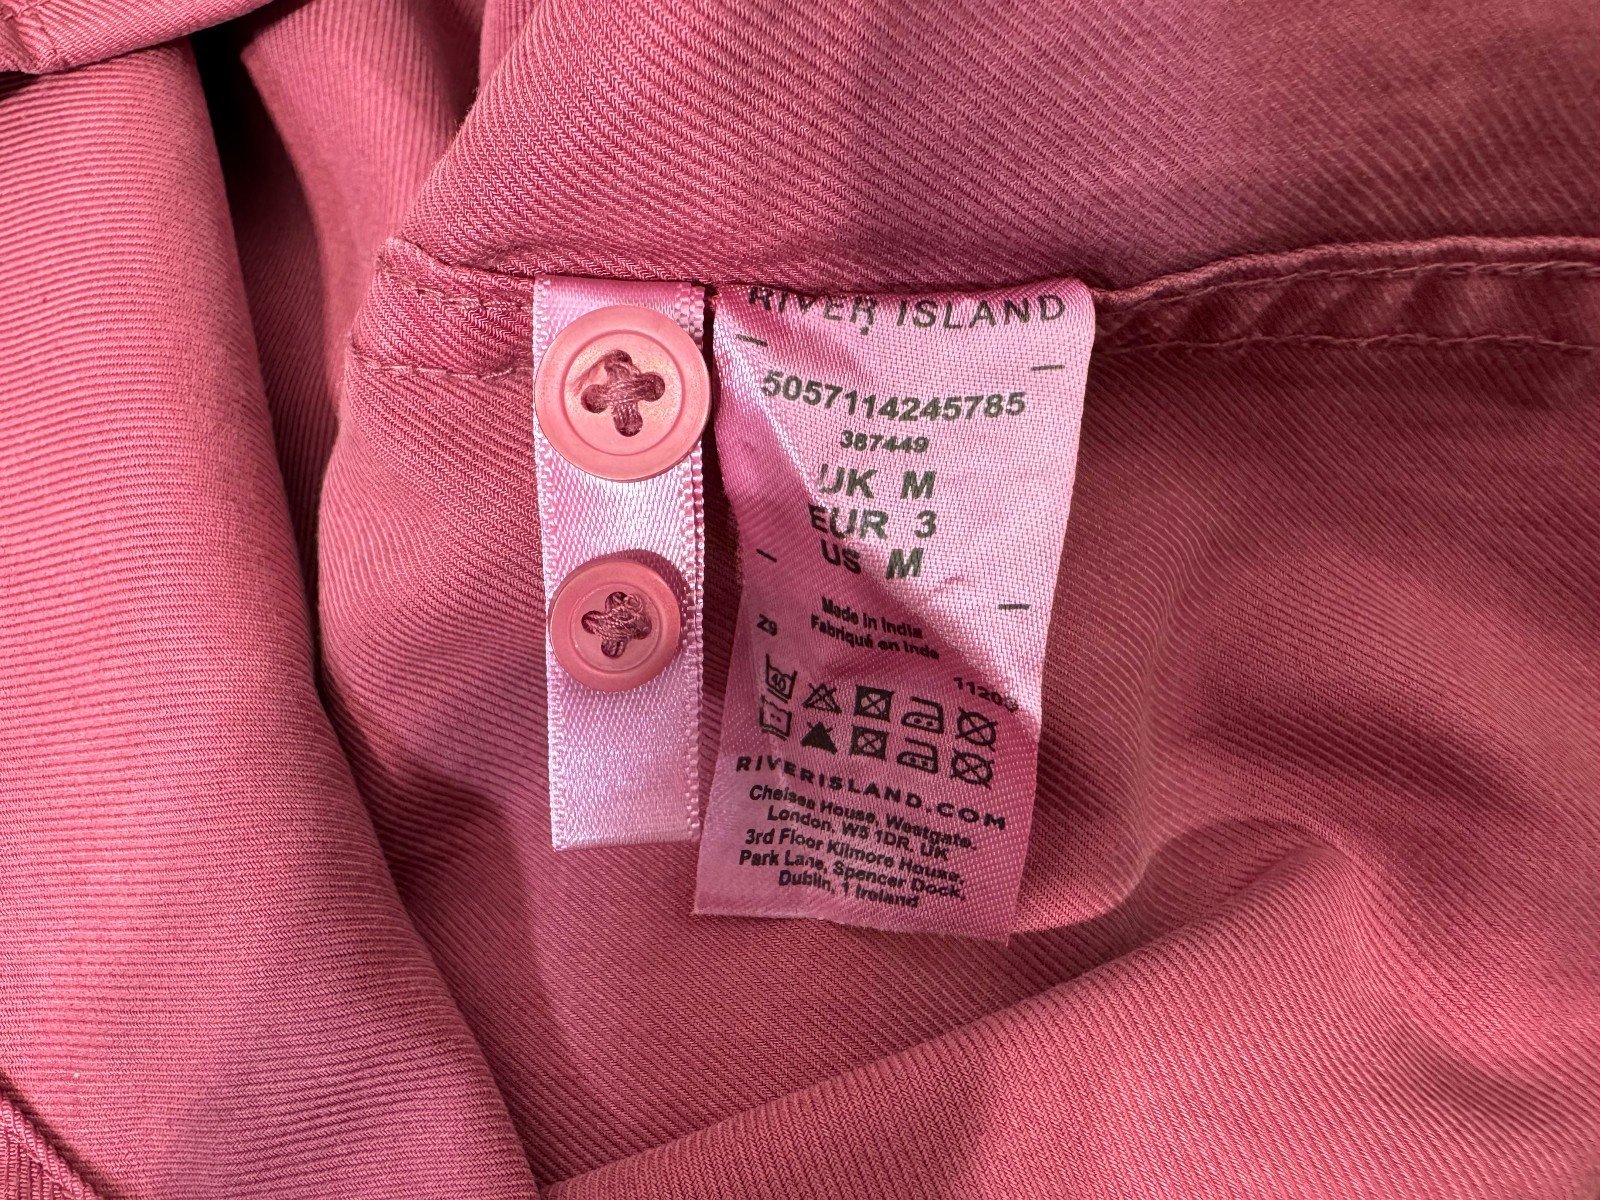 RIVER ISLAND
5057114245785
387449
UK M
EUR 3
US M
Made in India
Fabriqué en Inde
Z9
40
RIVERISLAND.COM
Chelsea House, Westgate,
London, W5 1DR, UK
3rd Floor Kilmore House,
Park Lane, Spencer Dock,
Dublin, 1 Ireland